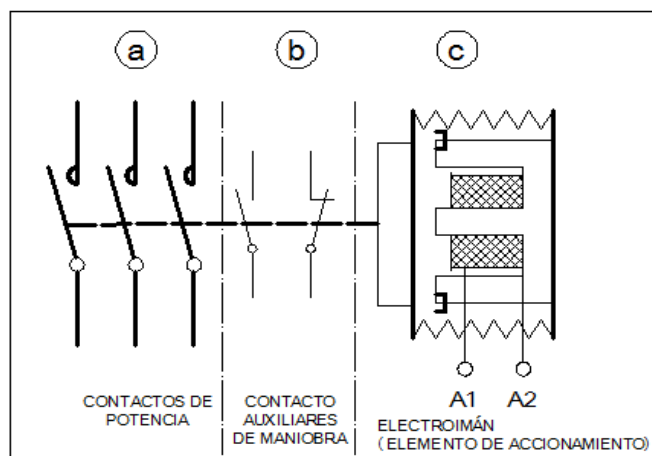 a
b
c
CONTACTOS DE
POTENCIA
CONTACTO
AUXILIARES
DE MANIOBRA
A1 A2
ELECTROIMÁN
( ELEMENTO DE ACCIONAMIENTO)